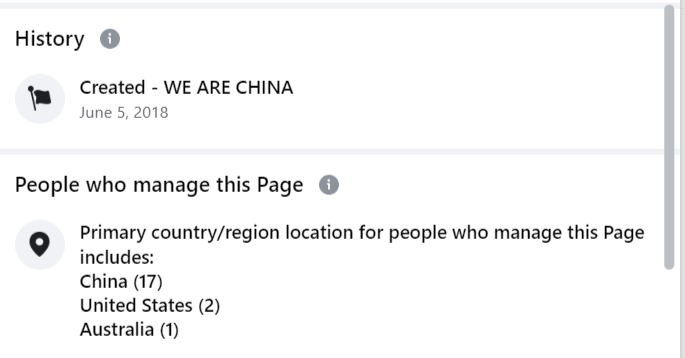 History
Created - WE ARE CHINA
June 5, 2018
People who manage this Page
Primary country/region location for people who manage this Page
includes:
China (17)
United States (2)
Australia (1)